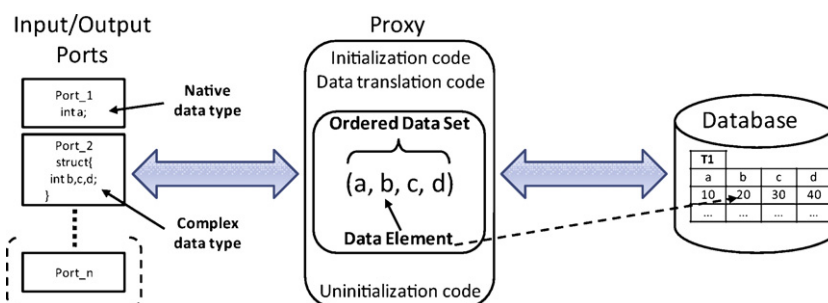 Input/Output
Ports
Port_1
int a;
Native
data type
Port_2
struct{
int b,c,d;
}
Complex
data type
Port_n
Proxy
Initialization code
Data translation code
Ordered Data Set
(a, b, c, d)
Data Element
Uninitialization code
Database
T1
a b c d
10 20 30 40
... ... ... ...